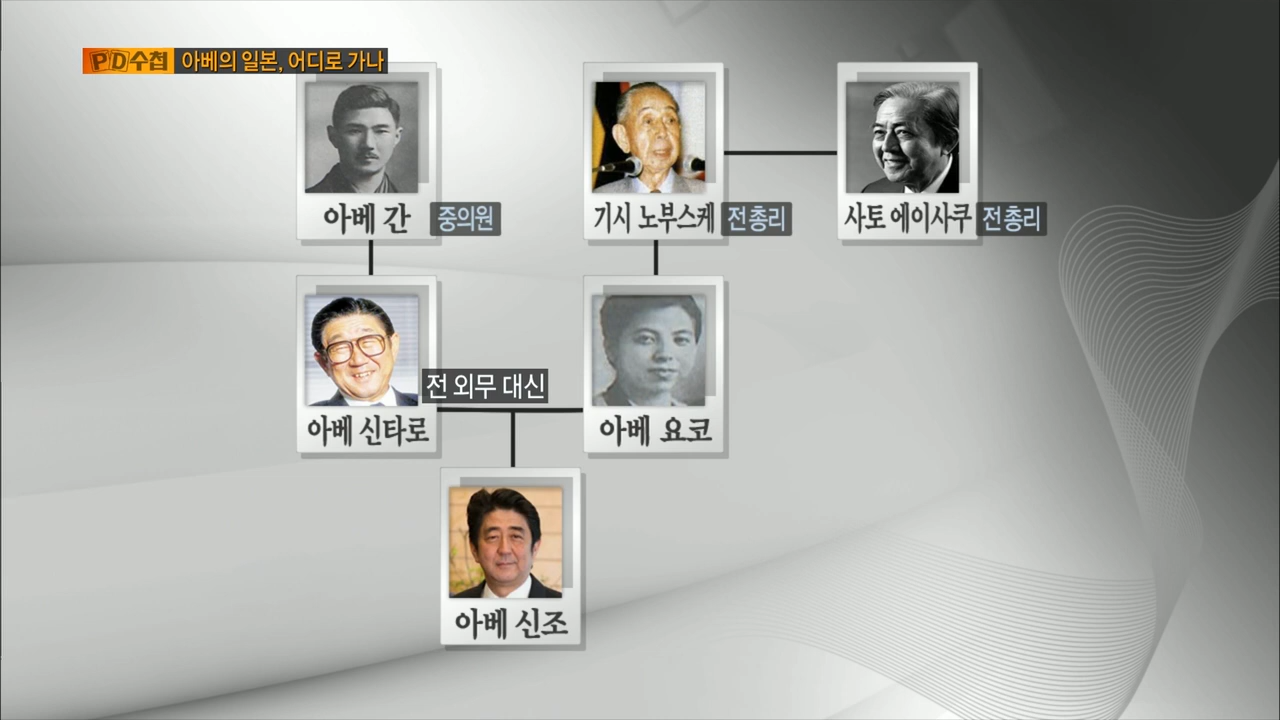 PD수첩 아베의 일본, 어디로 가나
아베 간 중의원
기시 노부스케 전 총리
사토 에이사쿠 전 총리
아베 신타로 전 외무 대신
아베 요코
아베 신조